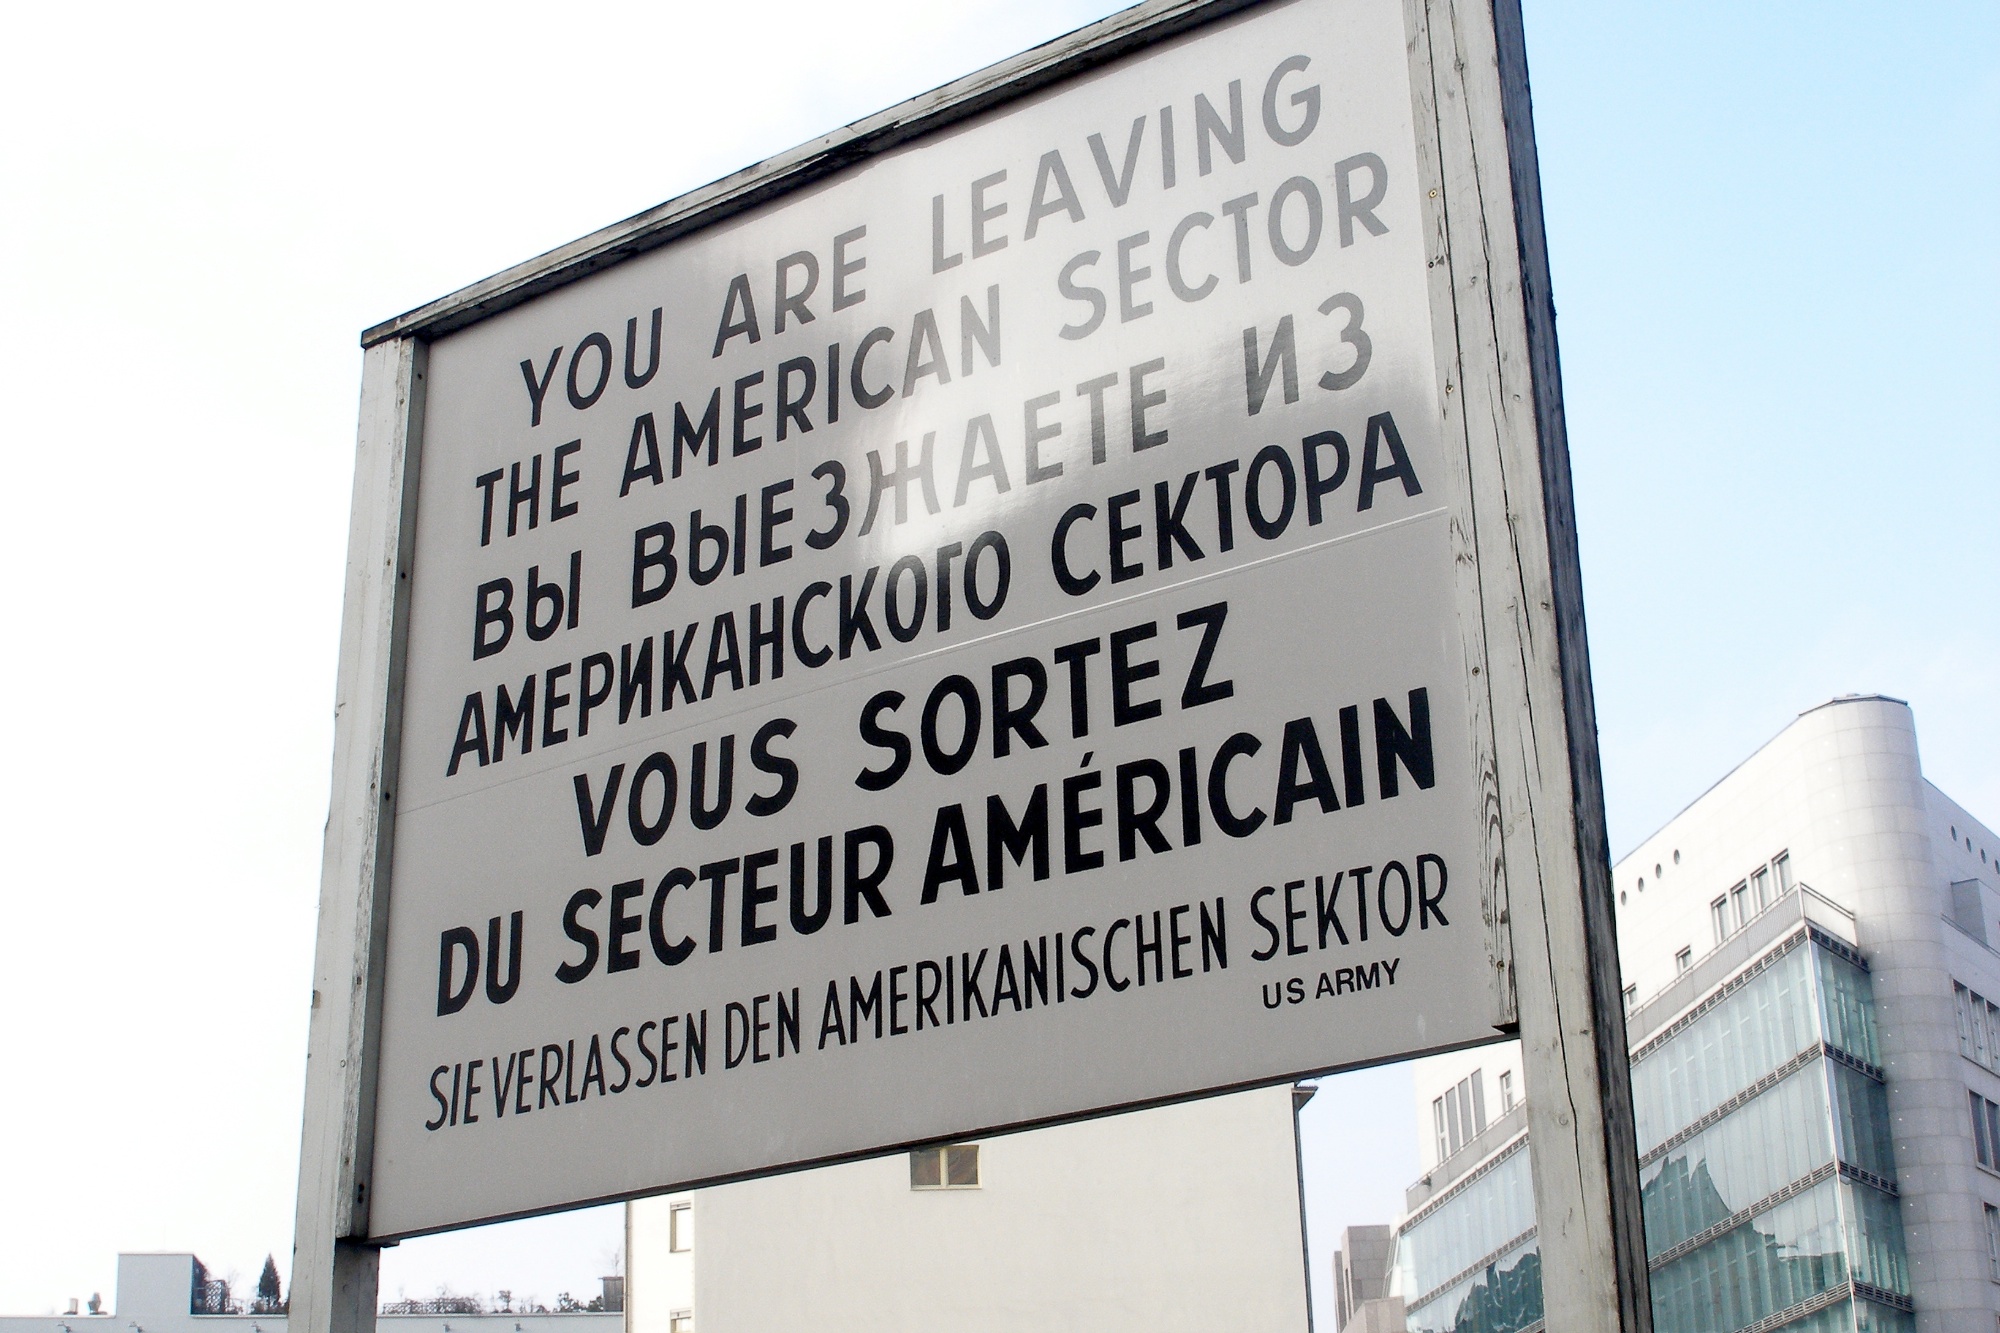 YOU ARE LEAVING
THE AMERICAN SECTOR
ВЫ ВЫЕЗЖАЕТЕ ИЗ
АМЕРИКАНСКОГО СЕКТОРА
VOUS SORTEZ
DU SECTEUR AMÉRICAIN
SIE VERLASSEN DEN AMERIKANISCHEN SEKTOR
US ARMY